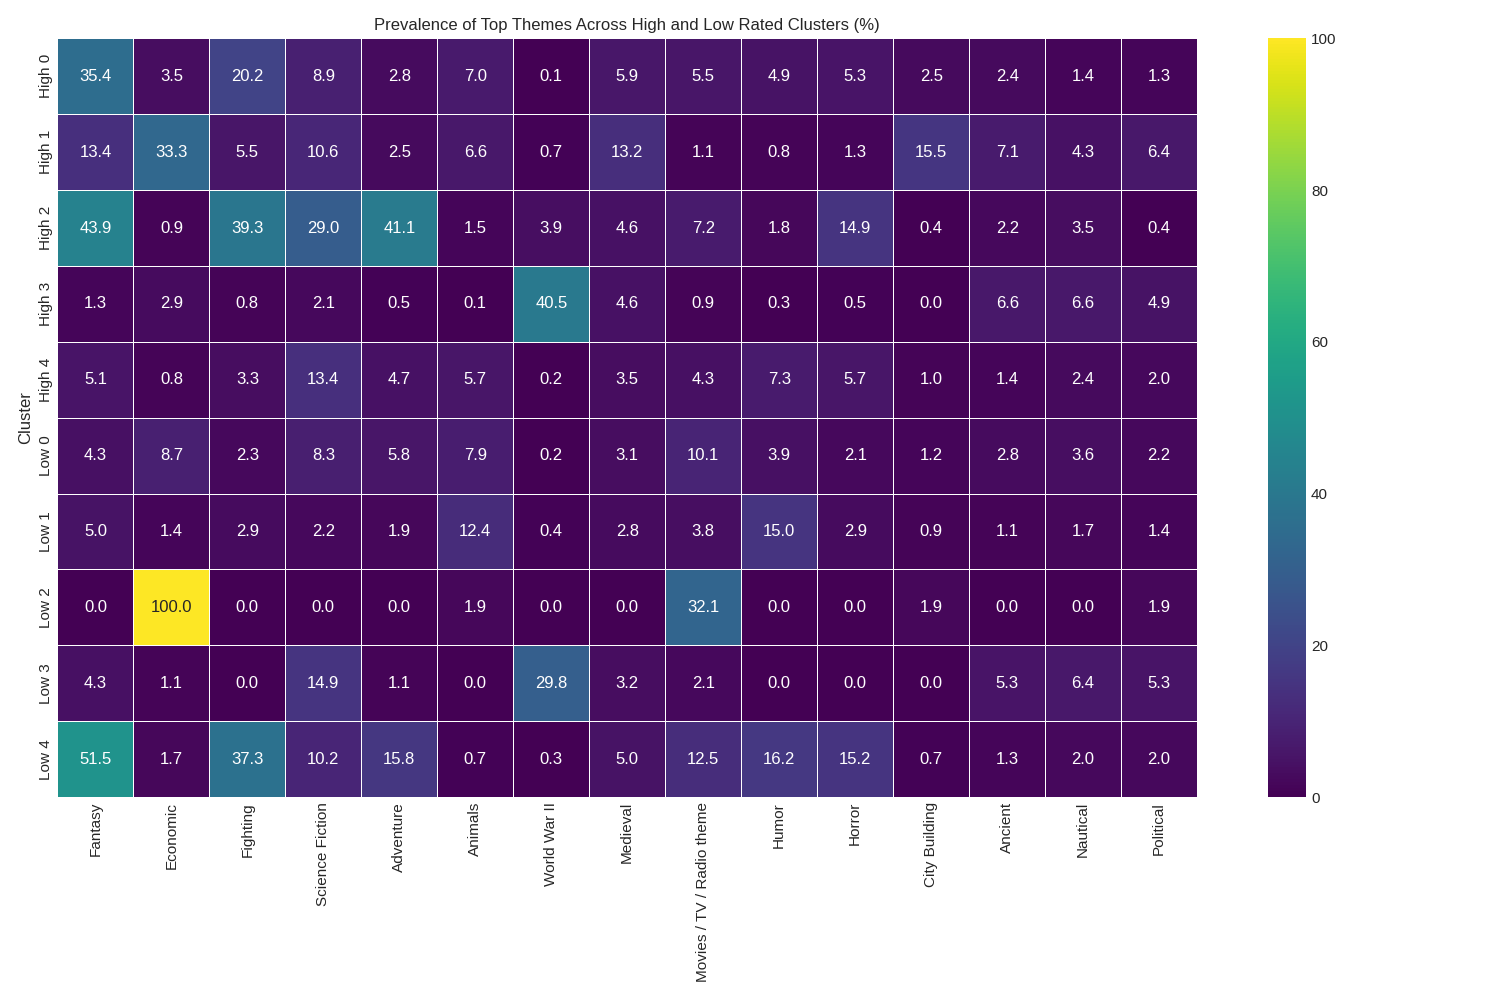 Prevalence of Top Themes Across High and Low Rated Clusters (%)
Cluster
High 0 35.4 3.5 20.2 8.9 2.8 7.0 0.1 5.9 5.5 4.9 5.3 2.5 2.4 1.4 1.3
High 1 13.4 33.3 5.5 10.6 2.5 6.6 0.7 13.2 1.1 0.8 1.3 15.5 7.1 4.3 6.4
High 2 43.9 0.9 39.3 29.0 41.1 1.5 3.9 4.6 7.2 1.8 14.9 0.4 2.2 3.5 0.4
High 3 1.3 2.9 0.8 2.1 0.5 0.1 40.5 4.6 0.9 0.3 0.5 0.0 6.6 6.6 4.9
High 4 5.1 0.8 3.3 13.4 4.7 5.7 0.2 3.5 4.3 7.3 5.7 1.0 1.4 2.4 2.0
Low 0 4.3 8.7 2.3 8.3 5.8 7.9 0.2 3.1 10.1 3.9 2.1 1.2 2.8 3.6 2.2
Low 1 5.0 1.4 2.9 2.2 1.9 12.4 0.4 2.8 3.8 15.0 2.9 0.9 1.1 1.7 1.4
Low 2 0.0 100.0 0.0 0.0 0.0 1.9 0.0 0.0 32.1 0.0 0.0 1.9 0.0 0.0 1.9
Low 3 4.3 1.1 0.0 14.9 1.1 0.0 29.8 3.2 2.1 0.0 0.0 0.0 5.3 6.4 5.3
Low 4 51.5 1.7 37.3 10.2 15.8 0.7 0.3 5.0 12.5 16.2 15.2 0.7 1.3 2.0 2.0
Fantasy
Economic
Fighting
Science Fiction
Adventure
Animals
World War II
Medieval
Movies / TV / Radio theme
Humor
Horror
City Building
Ancient
Nautical
Political
100
80
60
40
20
0